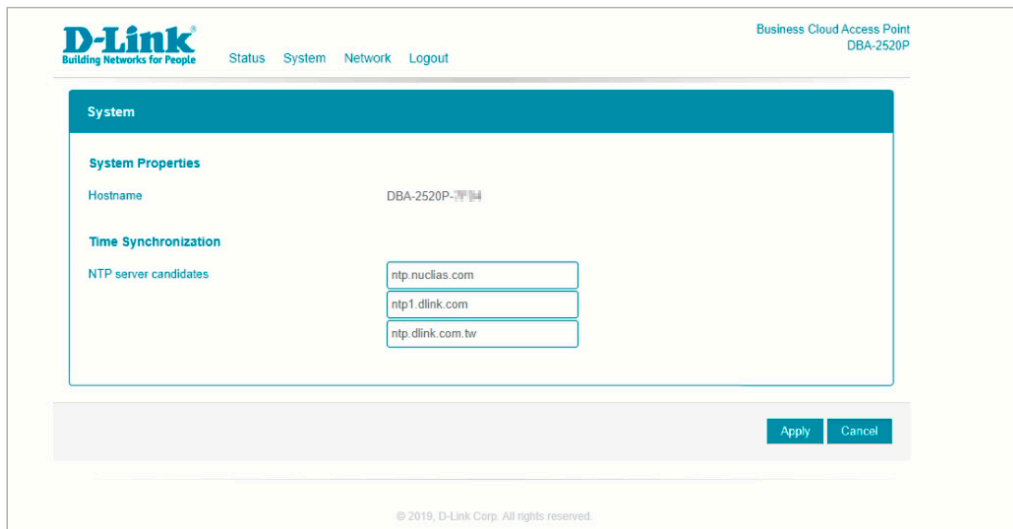 D-Link
Building Networks for People
Status System Network Logout
Business Cloud Access Point
DBA-2520P
System
System Properties
Hostname DBA-2520P-
Time Synchronization
NTP server candidates ntp.nuclias.com
ntp1.dlink.com
ntp.dlink.com.tw
Apply Cancel
© 2019, D-Link Corp. All rights reserved.